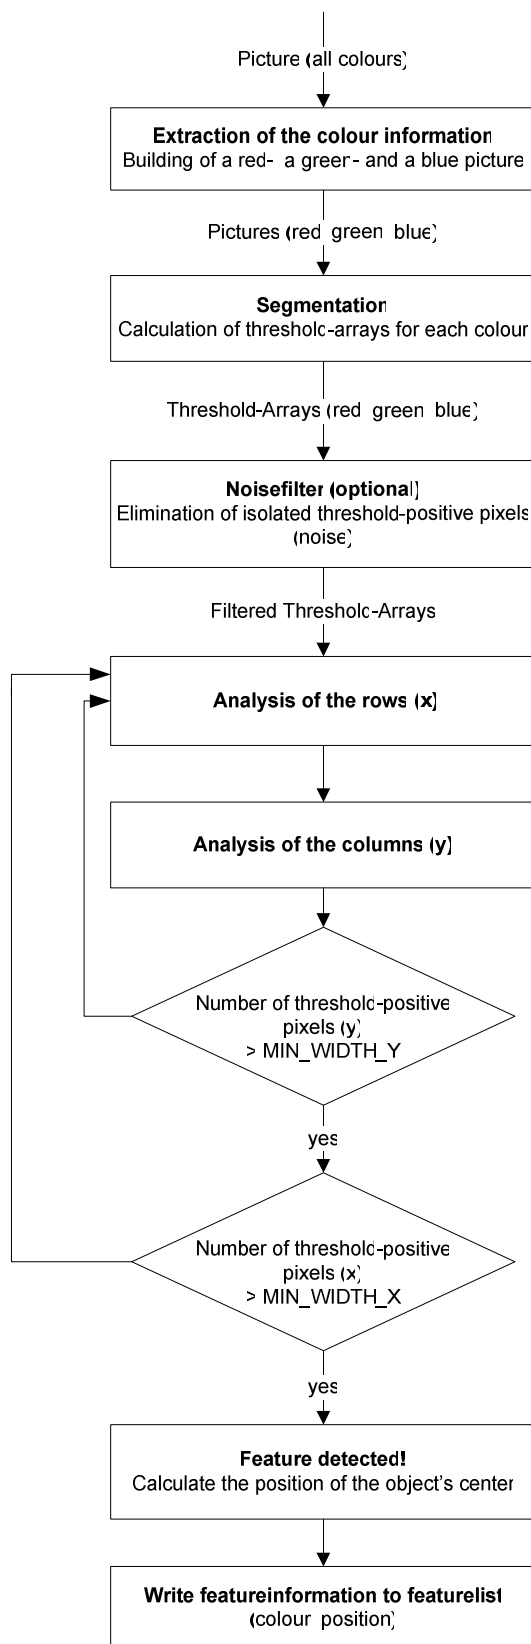 Picture (all colours)
Extraction of the colour information
Building of a red- a green- and a blue picture
Pictures (red green blue)
Segmentation
Calculation of threshold-arrays for each colour
Threshold-Arrays (red green blue)
Noisefilter (optional)
Elimination of isolated threshold-positive pixels
(noise)
Filtered Threshold-Arrays
Analysis of the rows (x)
Analysis of the columns (y)
Number of threshold-positive
pixels (y)
> MIN_WIDTH_Y
yes
Number of threshold-positive
pixels (x)
> MIN_WIDTH_X
yes
Feature detected!
Calculate the position of the object's center
Write featureinformation to featurelist
(colour position)